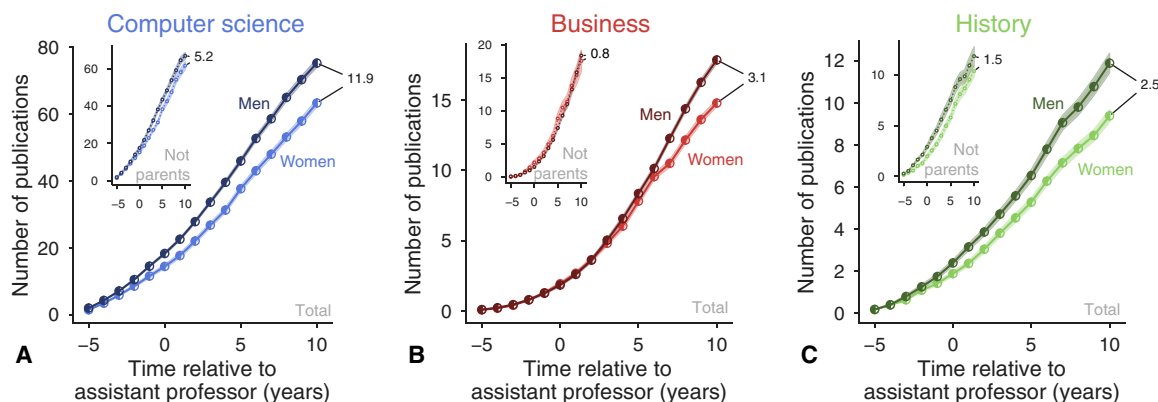 Computer science
Number of publications
80
60
40
20
0
60
40
20
0
−5 0 5 10
5.2
Not
parents
Men
Women
11.9
Total
−5 0 5 10
A
Time relative to
assistant professor (years)
Business
Number of publications
15
10
5
0
20
15
10
5
0
−5 0 5 10
0.8
Not
parents
Men
Women
3.1
Total
−5 0 5 10
B
Time relative to
assistant professor (years)
History
Number of publications
12
10
8
6
4
2
0
10
5
0
−5 0 5 10
1.5
Not
parents
Men
Women
2.5
Total
−5 0 5 10
C
Time relative to
assistant professor (years)